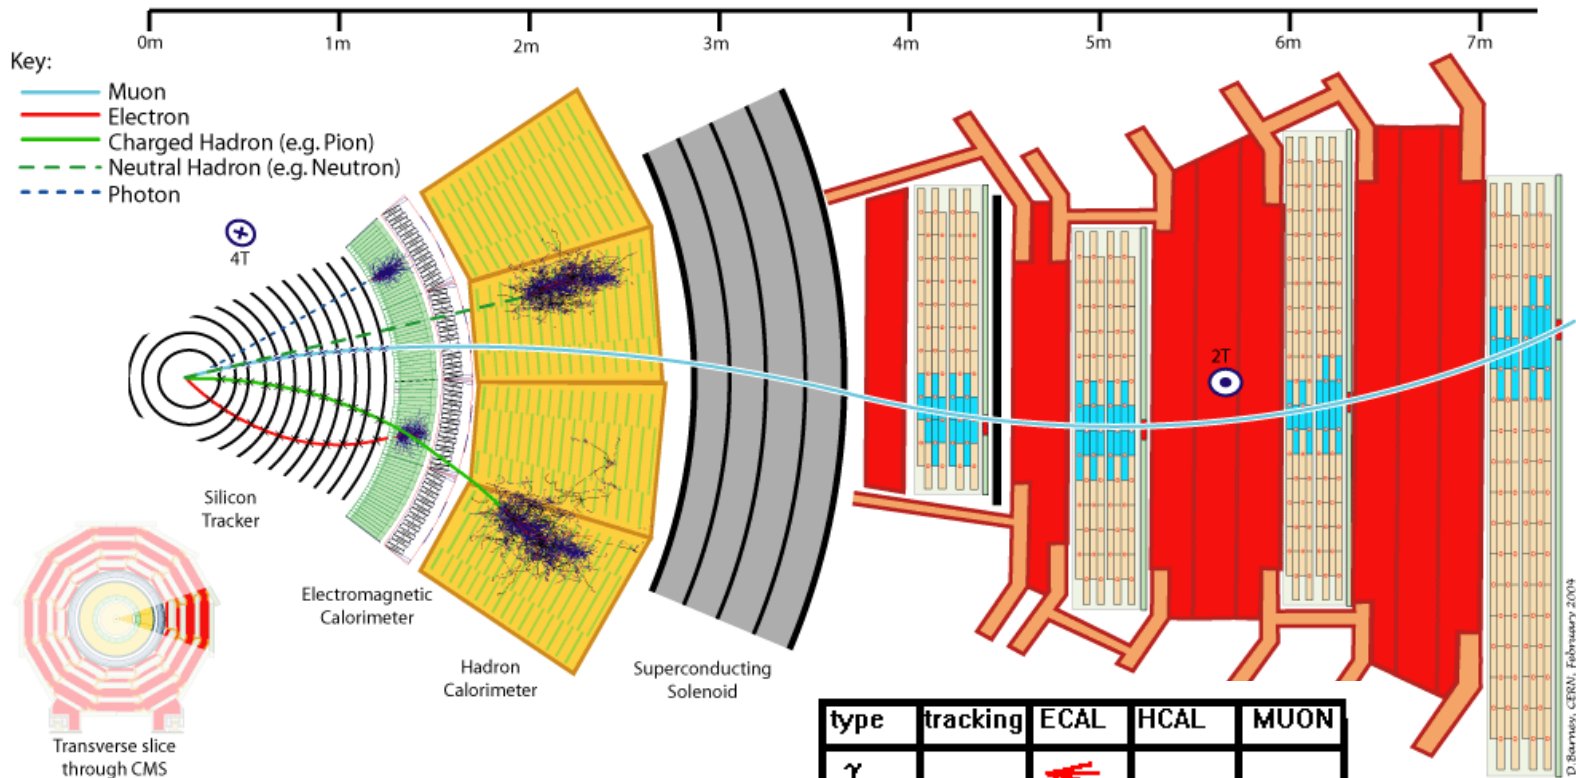 0m 1m 2m 3m 4m 5m 6m 7m
Key:
Muon
Electron
Charged Hadron (e.g. Pion)
Neutral Hadron (e.g. Neutron)
Photon
4T
2T
Silicon
Tracker
Electromagnetic
Calorimeter
Hadron
Calorimeter
Superconducting
Solenoid
Transverse slice
through CMS
D.Barney, CERN, February 2004
type tracking ECAL HCAL MUON
γ